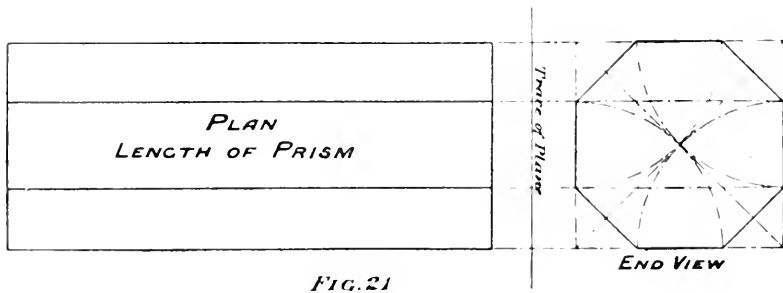 PLAN
LENGTH OF PRISM
Trace of Plane
END VIEW
FIG. 21